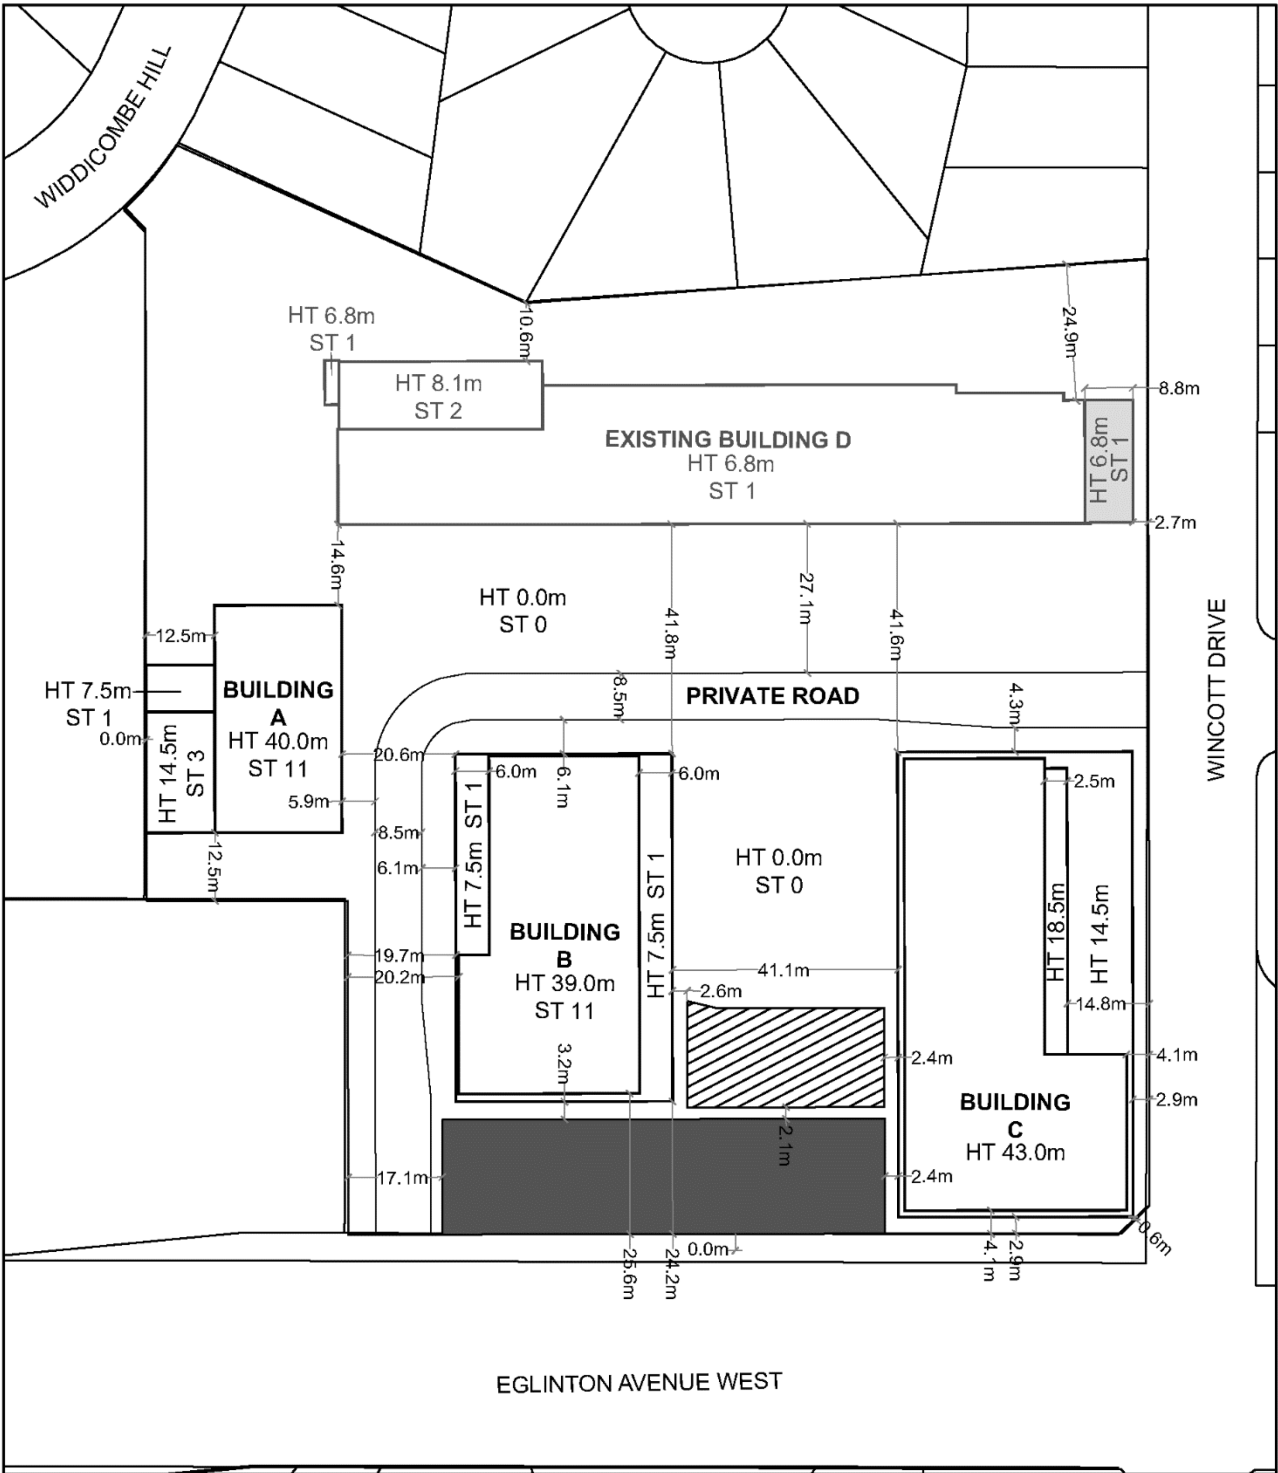 WIDDICOMBE HILL
HT 6.8m
ST 1
10.6m
24.9m
HT 8.1m
ST 2
8.8m
EXISTING BUILDING D
HT 6.8m
ST 1
HT 6.8m
ST 1
2.7m
14.6m
HT 0.0m
ST 0
41.8m
27.1m
41.6m
WINCOTT DRIVE
12.5m
HT 7.5m
ST 1
0.0m
HT 14.5m
ST 3
BUILDING
A
HT 40.0m
ST 11
8.5m
PRIVATE ROAD
4.3m
20.6m
6.0m
6.1m
6.0m
2.5m
5.9m
8.5m
6.1m
12.5m
HT 7.5m ST 1
HT 7.5m ST 1
HT 0.0m
ST 0
HT 18.5m
HT 14.5m
BUILDING
B
HT 39.0m
ST 11
19.7m
20.2m
41.1m
2.6m
14.8m
3.2m
2.4m
4.1m
2.9m
BUILDING
C
HT 43.0m
2.1m
17.1m
2.4m
0.6m
25.6m
24.2m
0.0m
4.1m
2.9m
EGLINTON AVENUE WEST